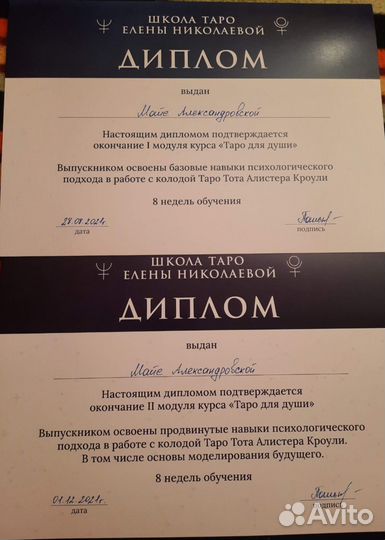 ШКОЛА ТАРО
ЕЛЕНЫ НИКОЛАЕВОЙ
ДИПЛОМ
выдан
Майе Александровской
Настоящим дипломом подтверждается
окончание I модуля курса «Таро для души»
Выпускником освоены базовые навыки психологического
подхода в работе с колодой Таро Тота Алистера Кроули
8 недель обучения
дата
подпись
ШКОЛА ТАРО
ЕЛЕНЫ НИКОЛАЕВОЙ
ДИПЛОМ
выдан
Майе Александровской
Настоящим дипломом подтверждается
окончание II модуля курса «Таро для души»
Выпускником освоены продвинутые навыки психологического
подхода в работе с колодой Таро Тота Алистера Кроули.
В том числе основы моделирования будущего.
8 недель обучения
01.12.2021г.
дата
подпись
Avito